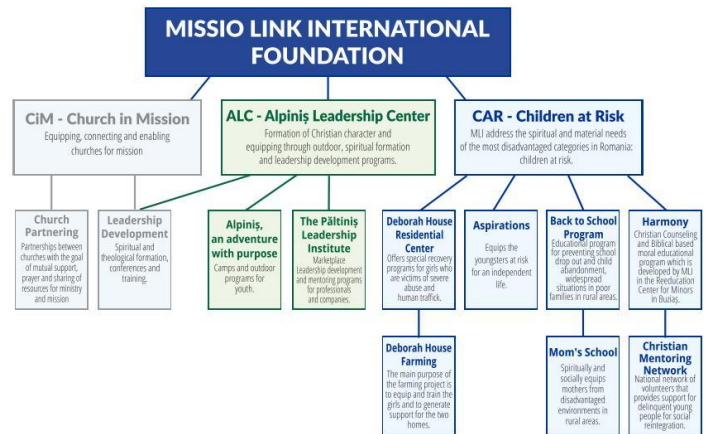 MISSIO LINK INTERNATIONAL
FOUNDATION
CiM - Church in Mission
Equipping, connecting and enabling
churches for mission
ALC - Alpiniș Leadership Center
Formation of Christian character and
equipping through outdoor, spiritual formation
and leadership development programs.
CAR - Children at Risk
MLI address the spiritual and material needs
of the most disadvantaged categories in Romania:
children at risk.
Church
Partnering
Partnerships between
churches with the goal
of mutual support,
prayer and sharing of
resources for ministry
and mission
Leadership
Development
Spiritual and
theological formation,
conferences and
training.
Alpiniș,
an adventure
with purpose
Camps and outdoor
programs for
youth.
The Păltiniș
Leadership
Institute
Marketplace
Leadership development
and mentoring programs
for professionals
and companies.
Deborah House
Residential
Center
Offers special recovery
programs for girls who
are victims of severe
abuse and
human traffick.
Aspirations
Equips the
youngsters at risk
for an independent
life.
Back to School
Program
Educational program
for preventing school
drop out and child
abandonment,
widespread
situations in poor
families in rural areas.
Harmony
Christian Counseling
and Biblical based
moral educational
program which is
developed by MLI
in the Reeducation
Center for Minors
in Buziaș.
Deborah House
Farming
The main purpose of
the farming project is
to equip and train the
girls and to generate
support for the two
homes.
Mom's School
Spiritually and
socially equips
mothers from
disadvantaged
environments in
rural areas.
Christian
Mentoring
Network
National network of
volunteers that
provides support for
delinquent young
people for social
reintegration.